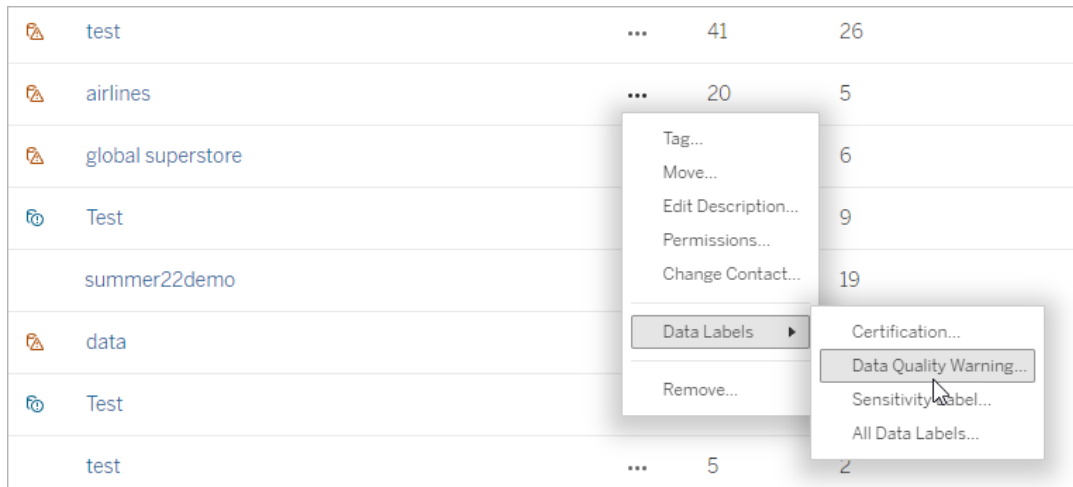 test ... 41 26
airlines ... 20 5
global superstore 6
Test 9
summer22demo 19
data
Test
test ... 5 2
Tag...
Move...
Edit Description...
Permissions...
Change Contact...
Data Labels
Remove...
Certification...
Data Quality Warning...
Sensitivity Label...
All Data Labels...